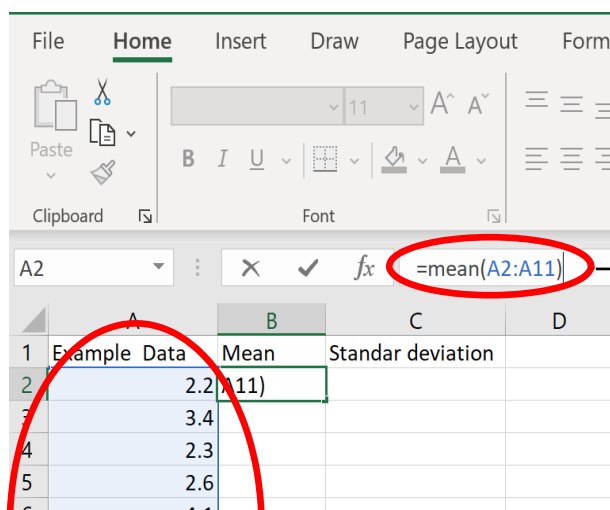 File Home Insert Draw Page Layout Form
11 A A
Paste
B I U A
Clipboard Font
A2 fx =mean(A2:A11)
A B C D
1 Example Data Mean Standar deviation
2 2.2 A11)
3 3.4
4 2.3
5 2.6